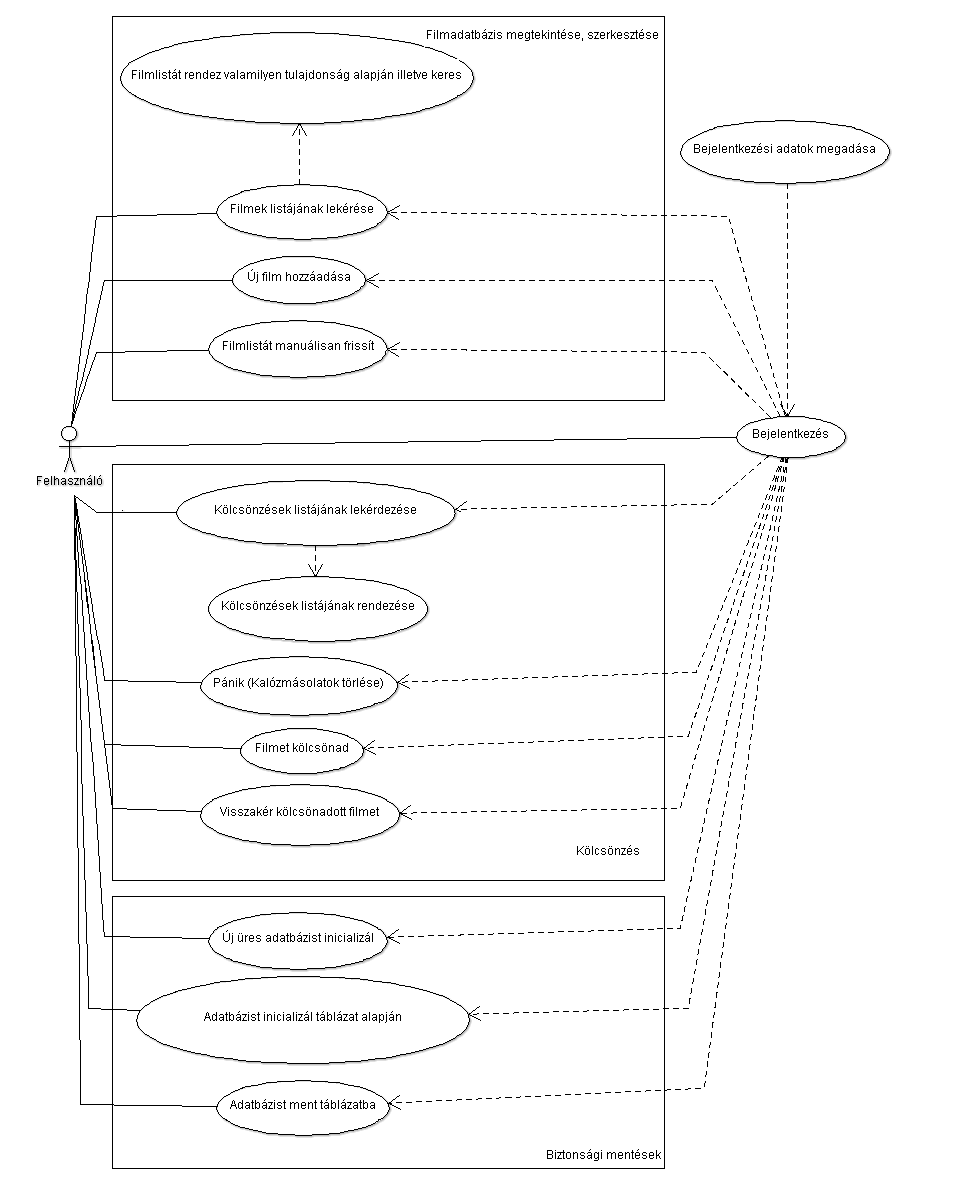 Filmadatbázis megtekintése, szerkesztése
Filmlistát rendez valamilyen tulajdonság alapján illetve keres
Bejelentkezési adatok megadása
Filmek listájának lekérése
Új film hozzáadása
Filmlistát manuálisan frissít
Bejelentkezés
Felhasználó
Kölcsönzések listájának lekérdezése
Kölcsönzések listájának rendezése
Pánik (Kalózmásolatok törlése)
Filmet kölcsönad
Visszakér kölcsönadott filmet
Kölcsönzés
Új üres adatbázist inicializál
Adatbázist inicializál táblázat alapján
Adatbázist ment táblázatba
Biztonsági mentések